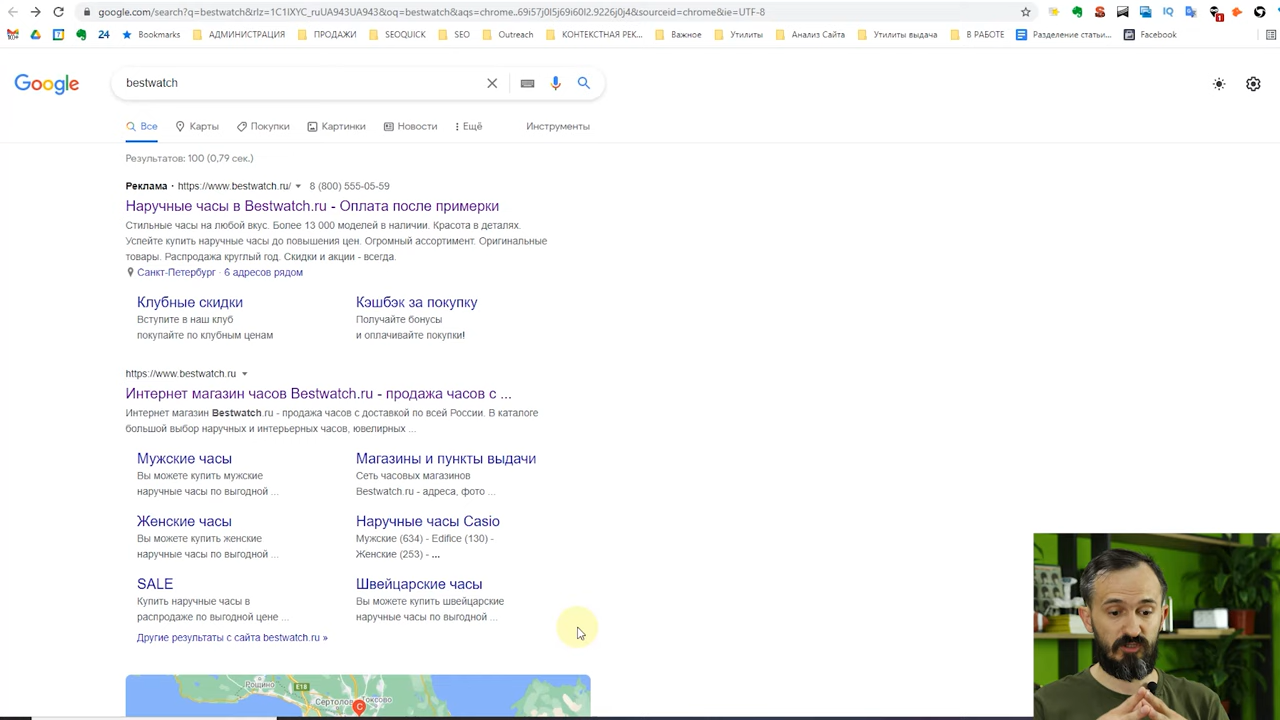 google.com/search?q=bestwatch&rlz=1C1IXYC_ruUA943UA943&oq=bestwatch&aqs=chrome..69i57j0l5j69i60l2.9226j0j4&sourceid=chrome&ie=UTF-8
24 Bookmarks АДМИНИСТРАЦИЯ ПРОДАЖИ SEOQUICK SEO Outreach КОНТЕКСТНАЯ РЕК... Важное Утилиты Анализ Сайта Утилиты выдача В РАБОТЕ Разделение статьи... Facebook
Google bestwatch
Все Карты Покупки Картинки Новости Ещё Инструменты
Результатов: 100 (0,79 сек.)
Реклама · https://www.bestwatch.ru/ 8 (800) 555-05-59
Наручные часы в Bestwatch.ru - Оплата после примерки
Стильные часы на любой вкус. Более 13 000 моделей в наличии. Красота в деталях.
Успейте купить наручные часы до повышения цен. Огромный ассортимент. Оригинальные
товары. Распродажа круглый год. Скидки и акции - всегда.
Санкт-Петербург · 6 адресов рядом
Клубные скидки
Вступите в наш клуб
покупайте по клубным ценам
Кэшбэк за покупку
Получайте бонусы
и оплачивайте покупки!
https://www.bestwatch.ru
Интернет магазин часов Bestwatch.ru - продажа часов с ...
Интернет магазин Bestwatch.ru - продажа часов с доставкой по всей России. В каталоге
большой выбор наручных и интерьерных часов, ювелирных ...
Мужские часы
Вы можете купить мужские
наручные часы по выгодной ...
Магазины и пункты выдачи
Сеть часовых магазинов
Bestwatch.ru - адреса, фото ...
Женские часы
Вы можете купить женские
наручные часы по выгодной ...
Наручные часы Casio
Мужские (634) - Edifice (130) -
Женские (253) - ...
SALE
Купить наручные часы в
распродаже по выгодной цене ...
Швейцарские часы
Вы можете купить швейцарские
наручные часы по выгодной ...
Другие результаты с сайта bestwatch.ru »
Рощино
E18
Сертолово
Токсово
C